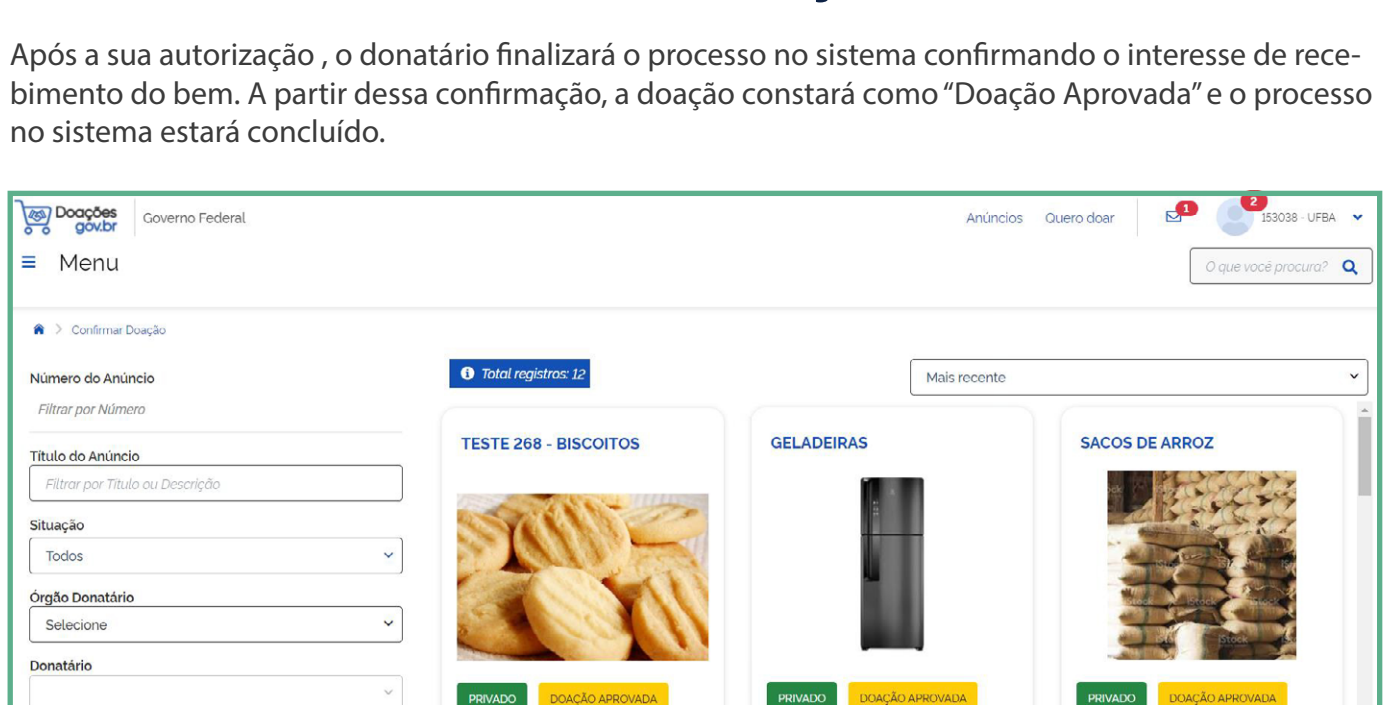 Após a sua autorização , o donatário finalizará o processo no sistema confirmando o interesse de rece-
bimento do bem. A partir dessa confirmação, a doação constará como “Doação Aprovada” e o processo
no sistema estará concluído.
Doações
gov.br
Governo Federal
Anúncios
Quero doar
1
2
153038 - UFBA
Menu
O que você procura?
Confirmar Doação
Número do Anúncio
Filtrar por Número
Título do Anúncio
Filtrar por Título ou Descrição
Situação
Todos
Órgão Donatário
Selecione
Donatário
Total registros: 12
Mais recente
TESTE 268 - BISCOITOS
PRIVADO
DOAÇÃO APROVADA
GELADEIRAS
PRIVADO
DOAÇÃO APROVADA
SACOS DE ARROZ
iStock
iStock
iStock
PRIVADO
DOAÇÃO APROVADA